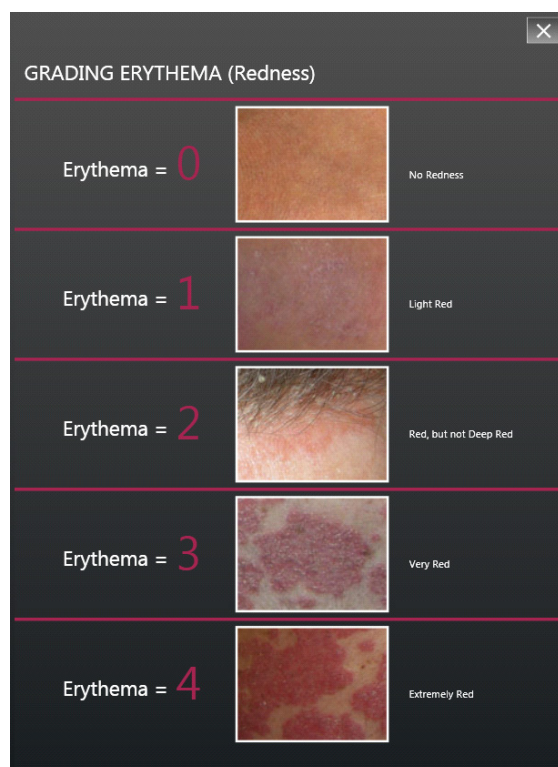 GRADING ERYTHEMA (Redness)
Erythema = 0
No Redness
Erythema = 1
Light Red
Erythema = 2
Red, but not Deep Red
Erythema = 3
Very Red
Erythema = 4
Extremely Red